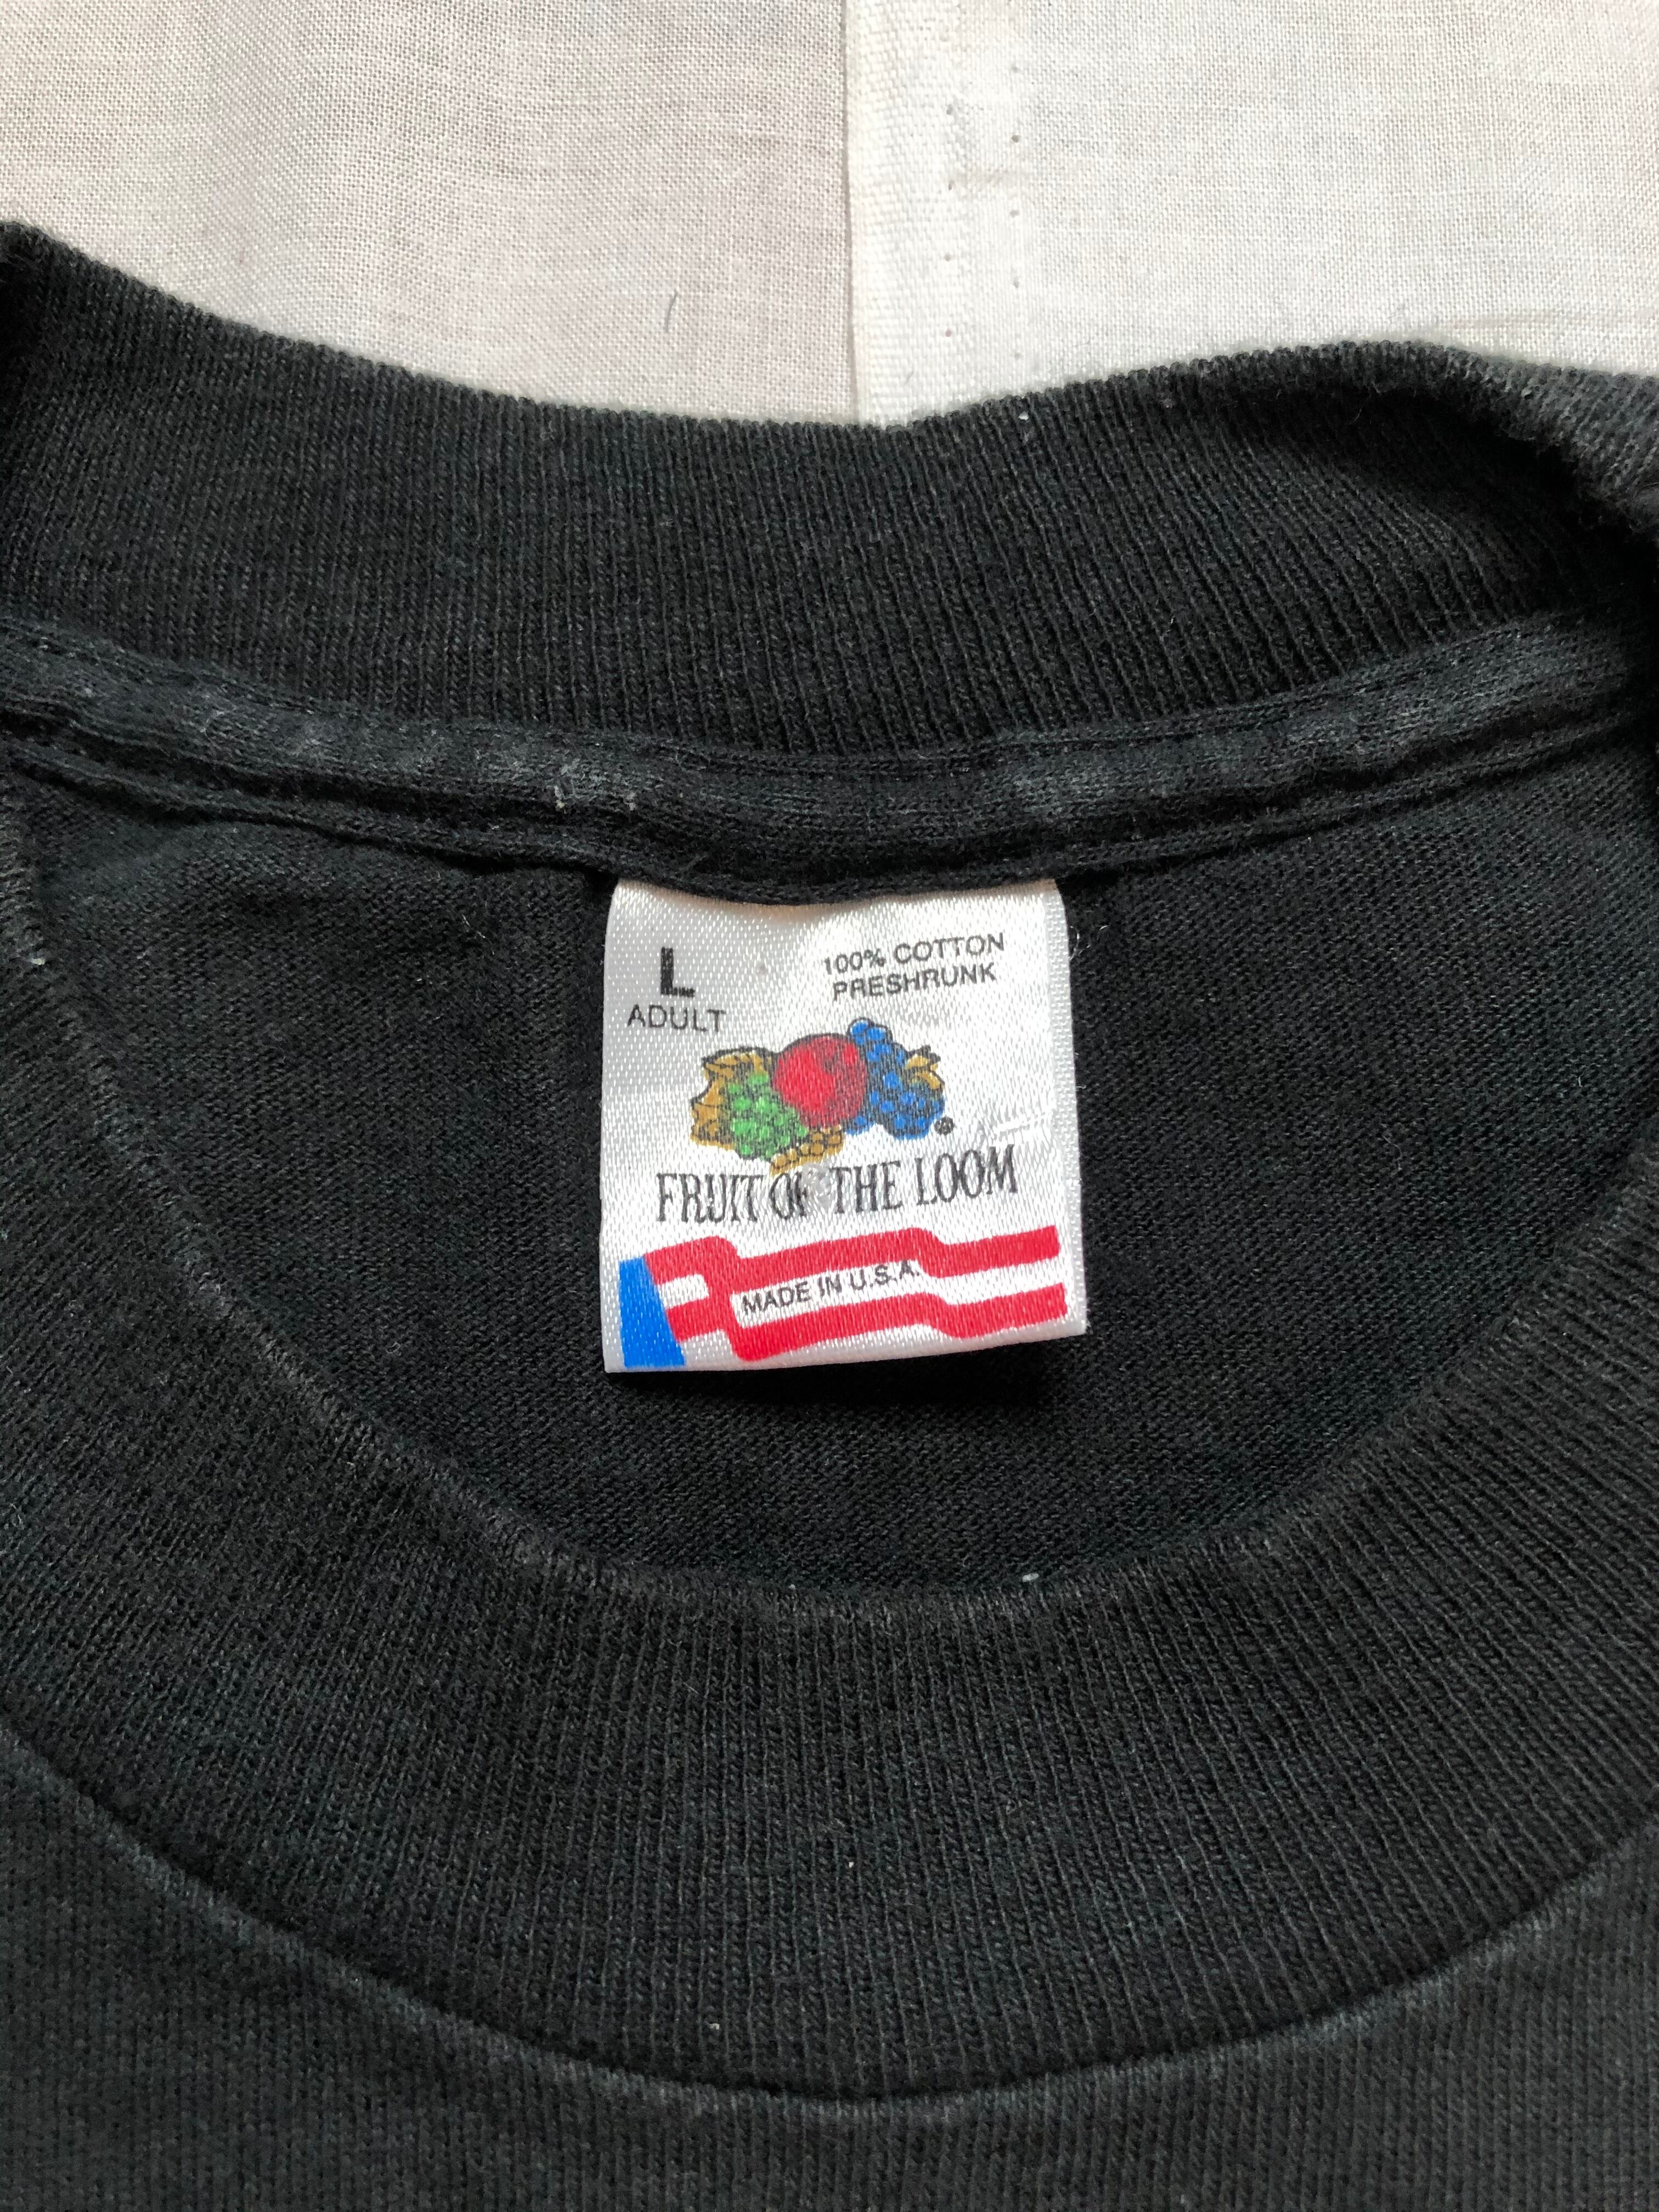 L
ADULT
100% COTTON
PRESHRUNK
®
FRUIT OF THE LOOM
MADE IN U.S.A.